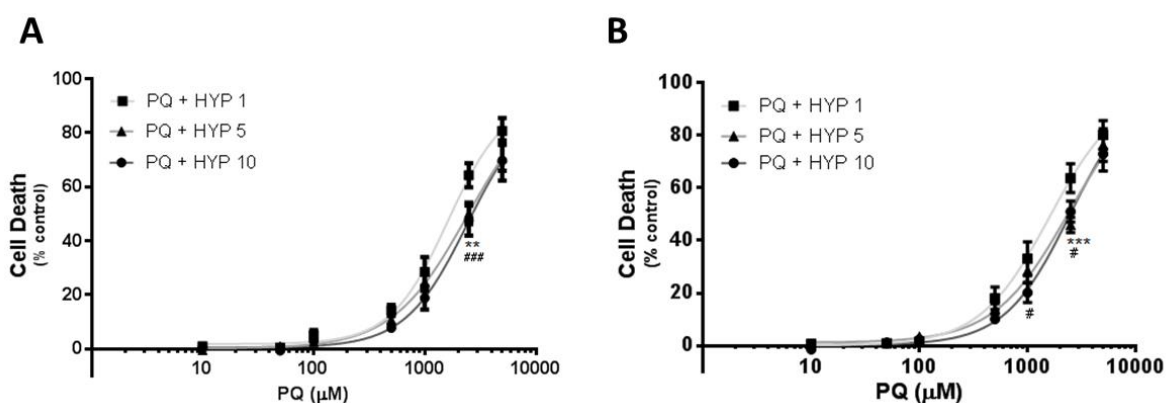 A
100
80
60
40
20
0
Cell Death
(% control)
PQ + HYP 1
PQ + HYP 5
PQ + HYP 10
**
###
10
100
1000
10000
PQ (μM)
B
100
80
60
40
20
0
Cell Death
(% control)
PQ + HYP 1
PQ + HYP 5
PQ + HYP 10
***
#
#
10
100
1000
10000
PQ (μM)